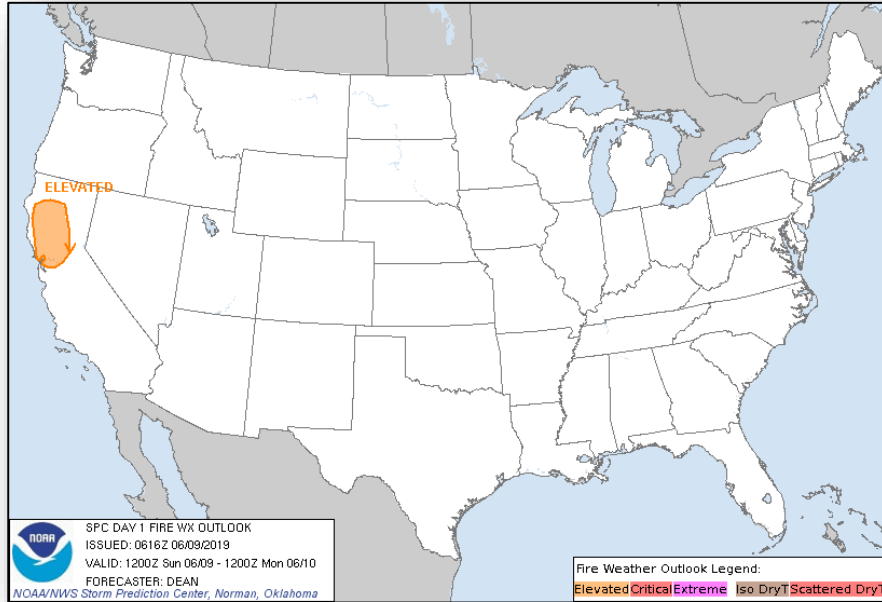 ELEVATED
NOAA
SPC DAY 1 FIRE WX OUTLOOK
ISSUED: 0616Z 06/09/2019
VALID: 1200Z Sun 06/09 - 1200Z Mon 06/10
FORECASTER: DEAN
NOAA/NWS Storm Prediction Center, Norman, Oklahoma
Fire Weather Outlook Legend:
Elevated Critical Extreme Iso DryT Scattered DryT